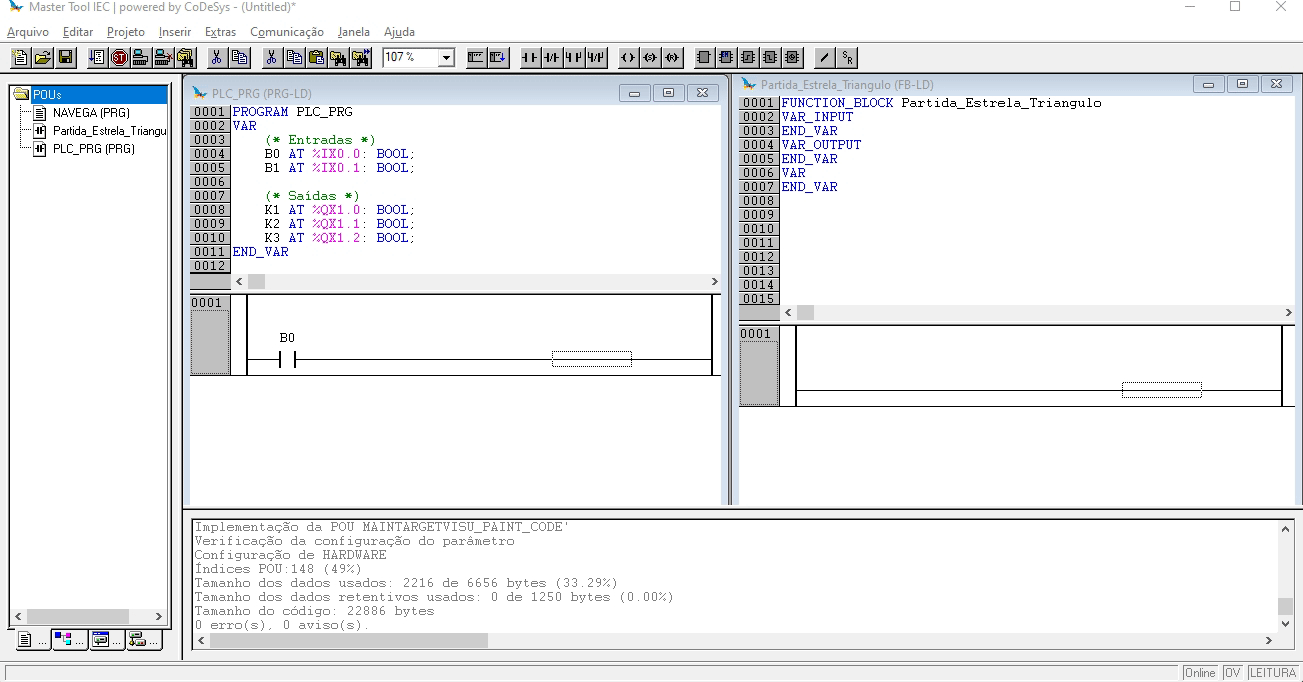 Master Tool IEC | powered by CoDeSys - (Untitled)*
Arquivo Editar Projeto Inserir Extras Comunicação Janela Ajuda
107 %
POUs
NAVEGA (PRG)
Partida_Estrela_Triangu
PLC_PRG (PRG)
... ... ... ...
PLC_PRG (PRG-LD)
0001 PROGRAM PLC_PRG
0002 VAR
0003 (* Entradas *)
0004 B0 AT %IX0.0: BOOL;
0005 B1 AT %IX0.1: BOOL;
0006
0007 (* Saídas *)
0008 K1 AT %QX1.0: BOOL;
0009 K2 AT %QX1.1: BOOL;
0010 K3 AT %QX1.2: BOOL;
0011 END_VAR
0012
0001
B0
Partida_Estrela_Triangulo (FB-LD)
0001 FUNCTION_BLOCK Partida_Estrela_Triangulo
0002 VAR_INPUT
0003 END_VAR
0004 VAR_OUTPUT
0005 END_VAR
0006 VAR
0007 END_VAR
0008
0009
0010
0011
0012
0013
0014
0015
0001
Implementação da POU MAINTARGETVISU_PAINT_CODE'
Verificação da configuração do parâmetro
Configuração de HARDWARE
Índices POU:148 (49%)
Tamanho dos dados usados: 2216 de 6656 bytes (33.29%)
Tamanho dos dados retentivos usados: 0 de 1250 bytes (0.00%)
Tamanho do código: 22886 bytes
0 erro(s), 0 aviso(s).
Online OV LEITURA